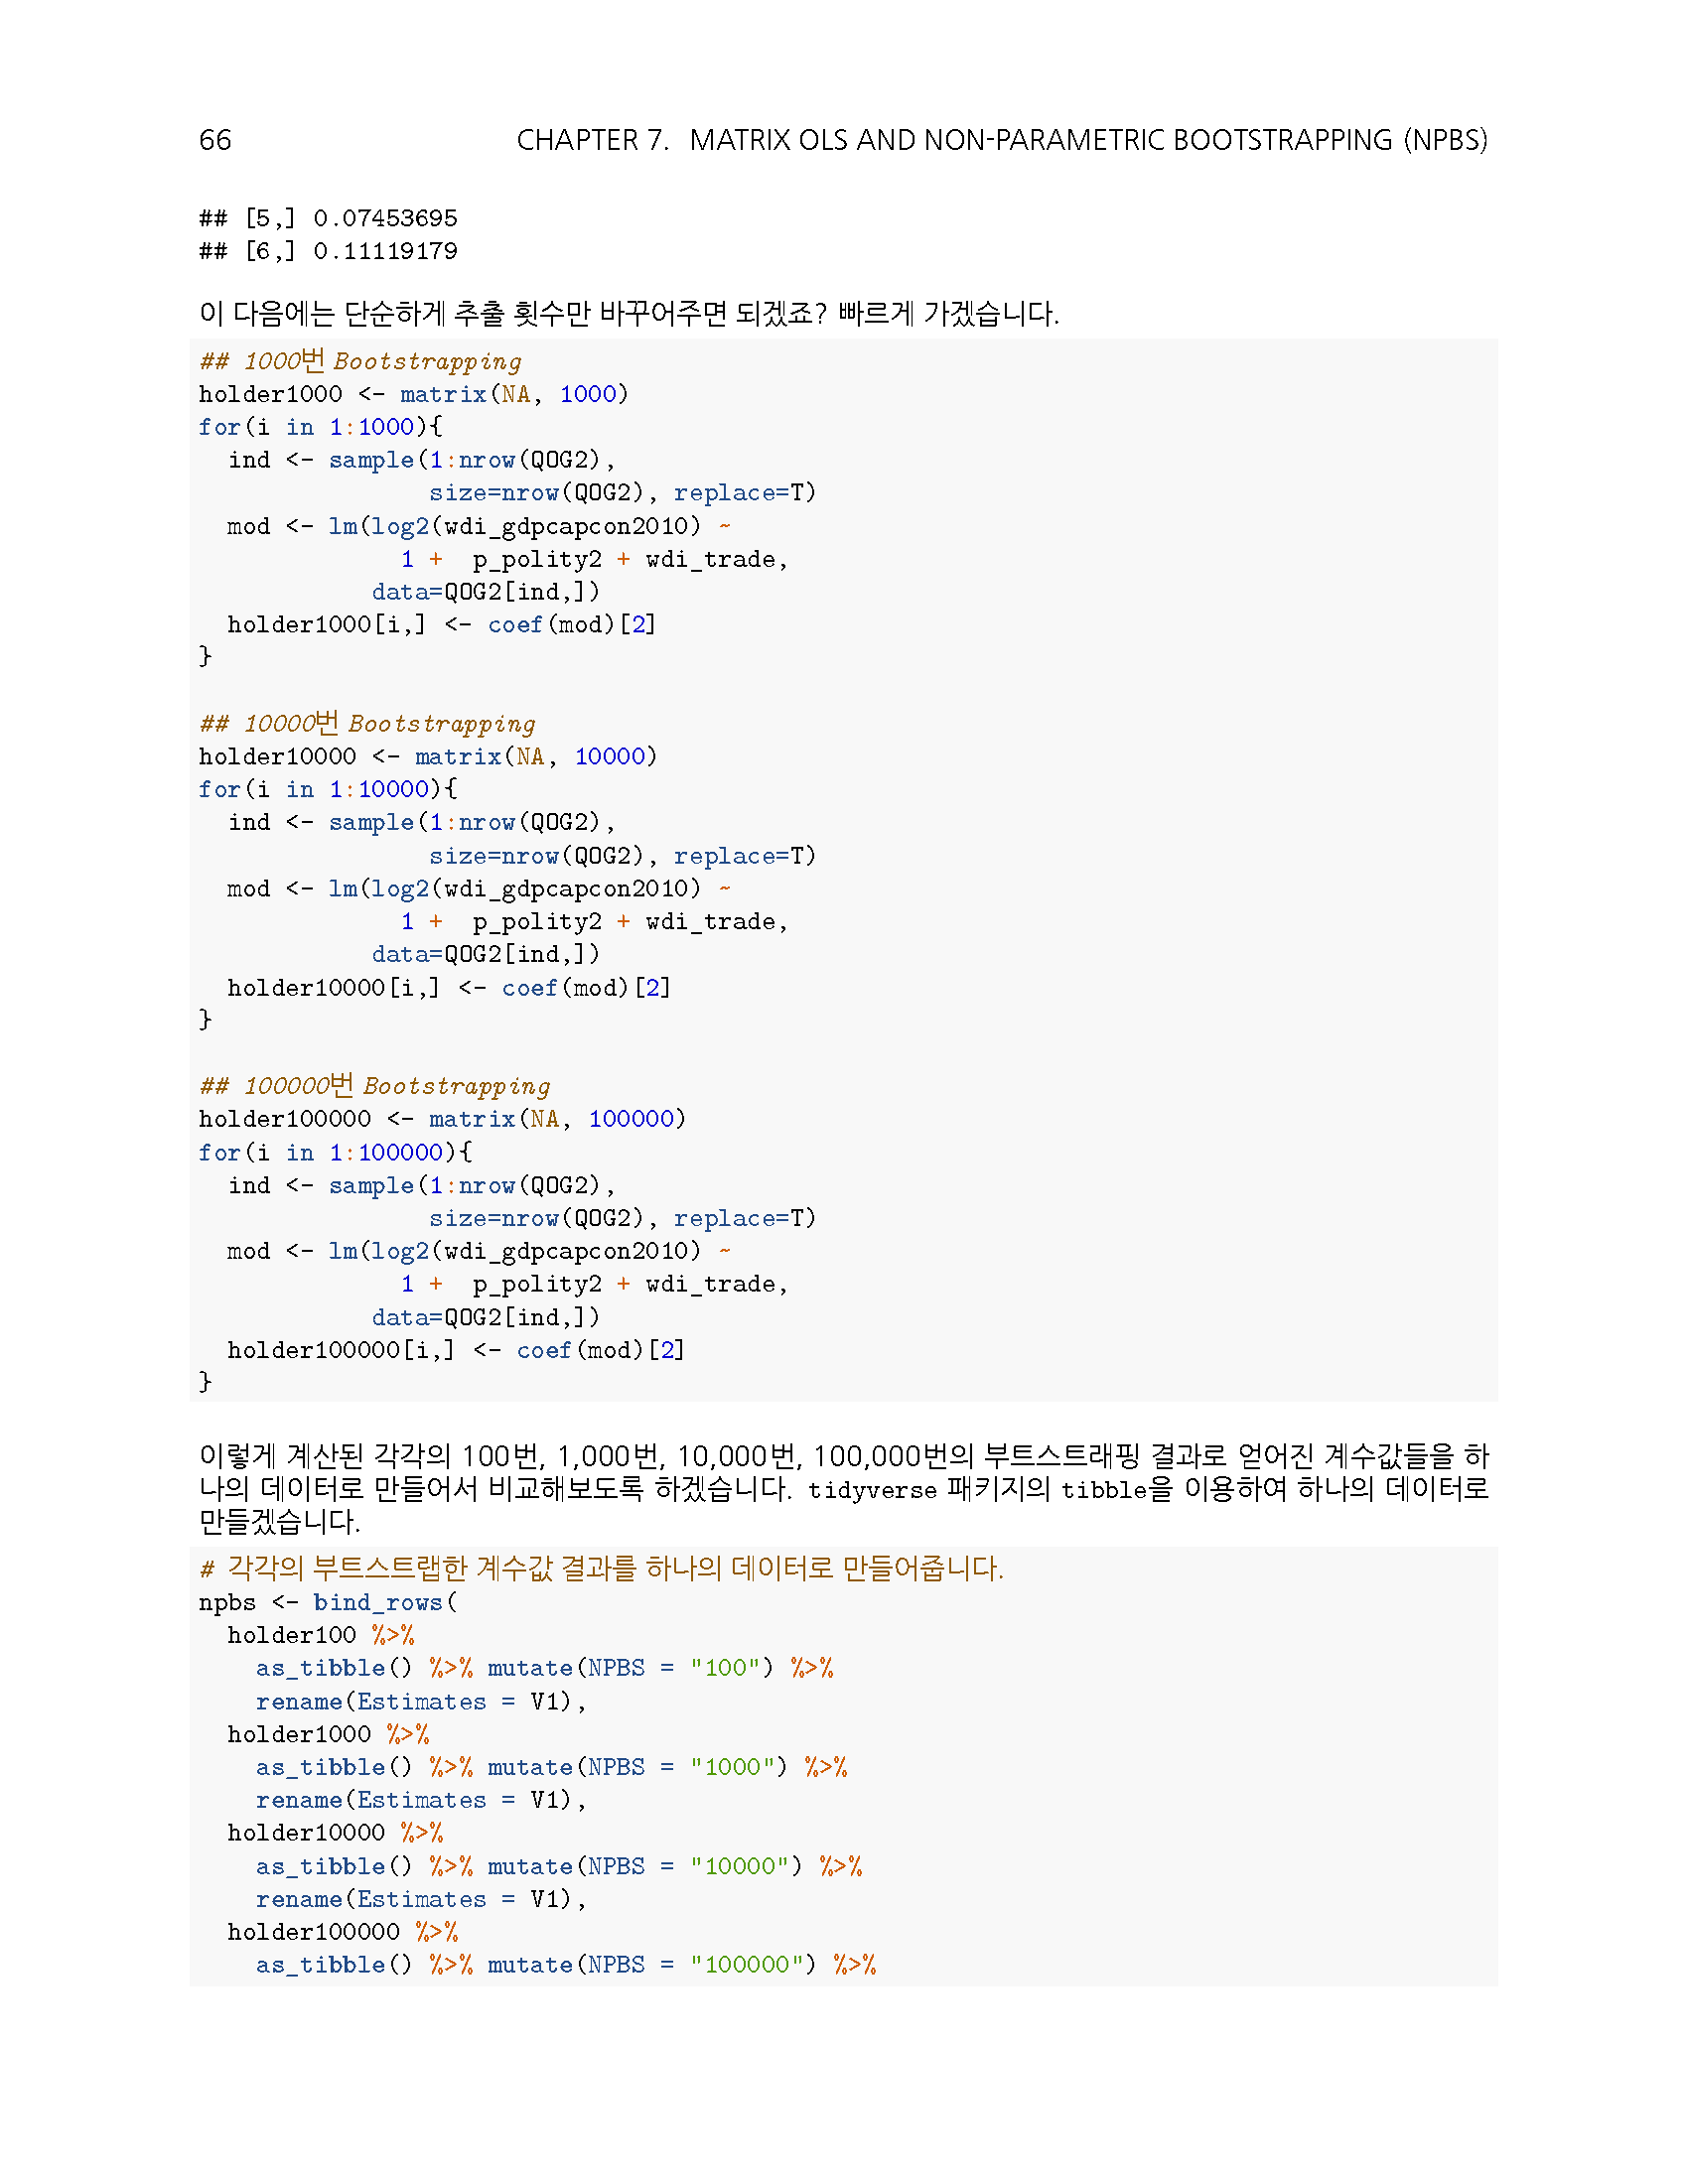 66 CHAPTER 7. MATRIX OLS AND NON-PARAMETRIC BOOTSTRAPPING (NPBS)
## [5,] 0.07453695
## [6,] 0.11119179
이 다음에는 단순하게 추출 횟수만 바꾸어주면 되겠죠? 빠르게 가겠습니다.
## 1000번 Bootstrapping
holder1000 <- matrix(NA, 1000)
for(i in 1:1000){
  ind <- sample(1:nrow(QOG2),
                size=nrow(QOG2), replace=T)
  mod <- lm(log2(wdi_gdpcapcon2010) ~
              1 +  p_polity2 + wdi_trade,
            data=QOG2[ind,])
  holder1000[i,] <- coef(mod)[2]
}
## 10000번 Bootstrapping
holder10000 <- matrix(NA, 10000)
for(i in 1:10000){
  ind <- sample(1:nrow(QOG2),
                size=nrow(QOG2), replace=T)
  mod <- lm(log2(wdi_gdpcapcon2010) ~
              1 +  p_polity2 + wdi_trade,
            data=QOG2[ind,])
  holder10000[i,] <- coef(mod)[2]
}
## 100000번 Bootstrapping
holder100000 <- matrix(NA, 100000)
for(i in 1:100000){
  ind <- sample(1:nrow(QOG2),
                size=nrow(QOG2), replace=T)
  mod <- lm(log2(wdi_gdpcapcon2010) ~
              1 +  p_polity2 + wdi_trade,
            data=QOG2[ind,])
  holder100000[i,] <- coef(mod)[2]
}
이렇게 계산된 각각의 100번, 1,000번, 10,000번, 100,000번의 부트스트래핑 결과로 얻어진 계수값들을 하
나의 데이터로 만들어서 비교해보도록 하겠습니다. tidyverse 패키지의 tibble을 이용하여 하나의 데이터로
만들겠습니다.
# 각각의 부트스트랩한 계수값 결과를 하나의 데이터로 만들어줍니다.
npbs <- bind_rows(
  holder100 %>%
    as_tibble() %>% mutate(NPBS = "100") %>%
    rename(Estimates = V1),
  holder1000 %>%
    as_tibble() %>% mutate(NPBS = "1000") %>%
    rename(Estimates = V1),
  holder10000 %>%
    as_tibble() %>% mutate(NPBS = "10000") %>%
    rename(Estimates = V1),
  holder100000 %>%
    as_tibble() %>% mutate(NPBS = "100000") %>%